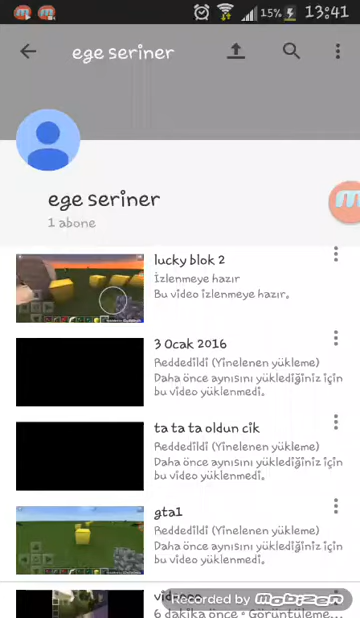 15% 13:41
ege seriner
ege seriner
1 abone
lucky blok 2
İzlenmeye hazır
Bu video izlenmeye hazır.
3 Ocak 2016
Reddedildi (Yinelenen yükleme)
Daha önce aynısını yüklediğiniz için
bu video yüklenmedi.
ta ta ta oldun cik
Reddedildi (Yinelenen yükleme)
Daha önce aynısını yüklediğiniz için
bu video yüklenmedi.
gta1
Reddedildi (Yinelenen yükleme)
Daha önce aynısını yüklediğiniz için
bu video yüklenmedi.
Recorded by mobizen
6 dakika önce • Görüntüleme...